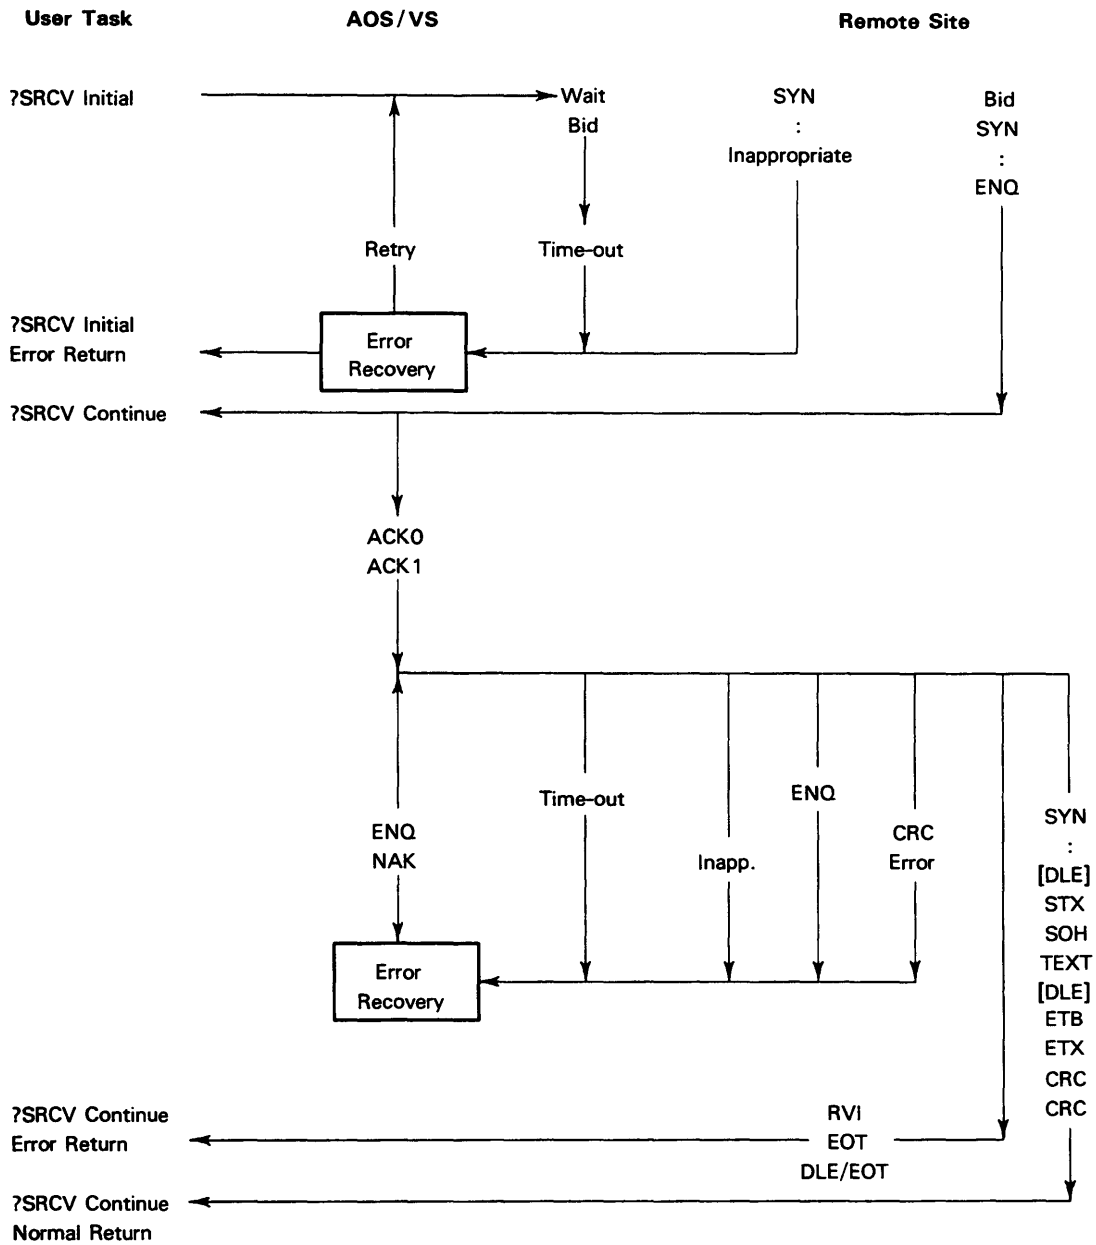 User Task
AOS/VS
Remote Site
?SRCV Initial
Wait
Bid
SYN
:
Inappropriate
Bid
SYN
:
ENQ
Retry
Time-out
?SRCV Initial
Error Return
Error
Recovery
?SRCV Continue
ACK0
ACK1
Time-out
ENQ
ENQ
NAK
Inapp.
CRC
Error
SYN
:
[DLE]
STX
SOH
TEXT
[DLE]
ETB
ETX
CRC
CRC
Error
Recovery
?SRCV Continue
Error Return
RVI
EOT
DLE/EOT
?SRCV Continue
Normal Return